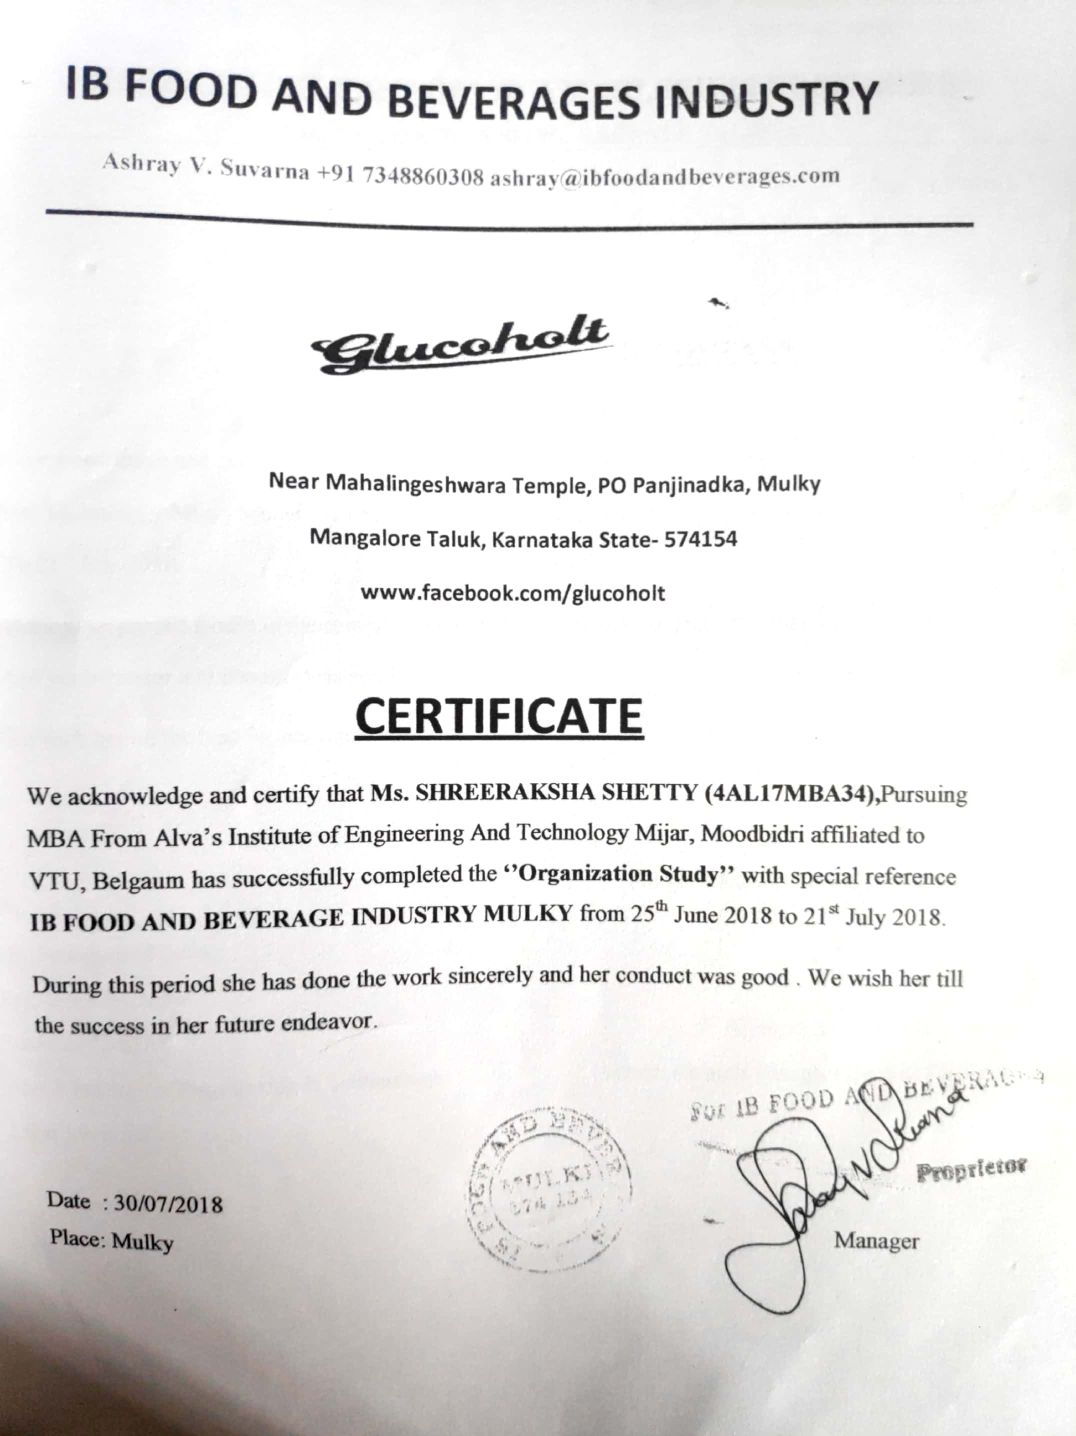 IB FOOD AND BEVERAGES INDUSTRY
Ashray V. Suvarna +91 7348860308 ashray@ibfoodandbeverages.com
Glucoholt
Near Mahalingeshwara Temple, PO Panjinadka, Mulky
Mangalore Taluk, Karnataka State- 574154
www.facebook.com/glucoholt
CERTIFICATE
We acknowledge and certify that Ms. SHREERAKSHA SHETTY (4AL17MBA34),Pursuing
MBA From Alva’s Institute of Engineering And Technology Mijar, Moodbidri affiliated to
VTU, Belgaum has successfully completed the ‘’Organization Study’’ with special reference
IB FOOD AND BEVERAGE INDUSTRY MULKY from 25th June 2018 to 21st July 2018.
During this period she has done the work sincerely and her conduct was good . We wish her till
the success in her future endeavor.
For IB FOOD AND BEVERAGES
Proprietor
IB FOOD AND BEVER
MULKI
574 154
Date : 30/07/2018
Place: Mulky
Manager